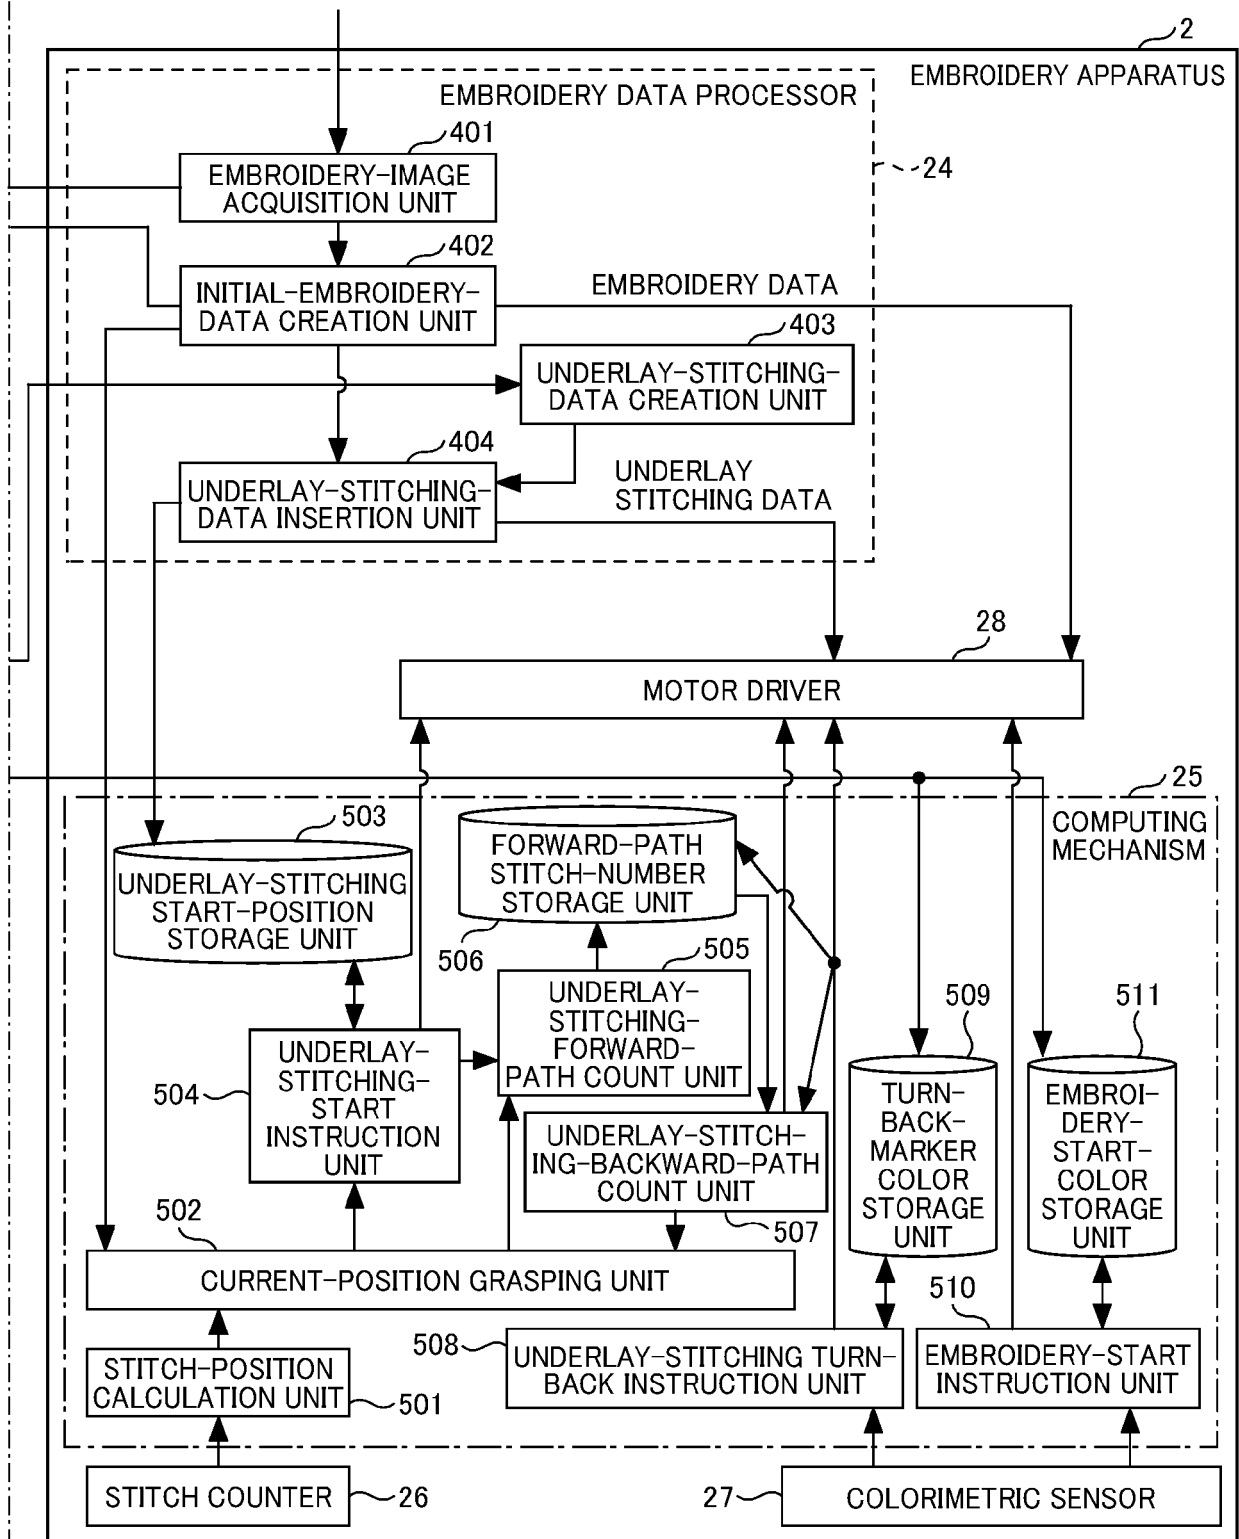 2
EMBROIDERY APPARATUS
EMBROIDERY DATA PROCESSOR
401
EMBROIDERY-IMAGE
ACQUISITION UNIT
24
402
INITIAL-EMBROIDERY-
DATA CREATION UNIT
EMBROIDERY DATA
403
UNDERLAY-STITCHING-
DATA CREATION UNIT
404
UNDERLAY-STITCHING-
DATA INSERTION UNIT
UNDERLAY
STITCHING DATA
28
MOTOR DRIVER
25
COMPUTING
MECHANISM
503
UNDERLAY-STITCHING
START-POSITION
STORAGE UNIT
FORWARD-PATH
STITCH-NUMBER
STORAGE UNIT
506
505
UNDERLAY-
STITCHING-
FORWARD-
PATH COUNT UNIT
504
UNDERLAY-
STITCHING-
START
INSTRUCTION
UNIT
UNDERLAY-STITCH-
ING-BACKWARD-PATH
COUNT UNIT
507
509
TURN-
BACK-
MARKER
COLOR
STORAGE
UNIT
511
EMBROI-
DERY-
START-
COLOR
STORAGE
UNIT
502
CURRENT-POSITION GRASPING UNIT
510
508
UNDERLAY-STITCHING TURN-
BACK INSTRUCTION UNIT
EMBROIDERY-START
INSTRUCTION UNIT
STITCH-POSITION
CALCULATION UNIT
501
STITCH COUNTER
26
27
COLORIMETRIC SENSOR